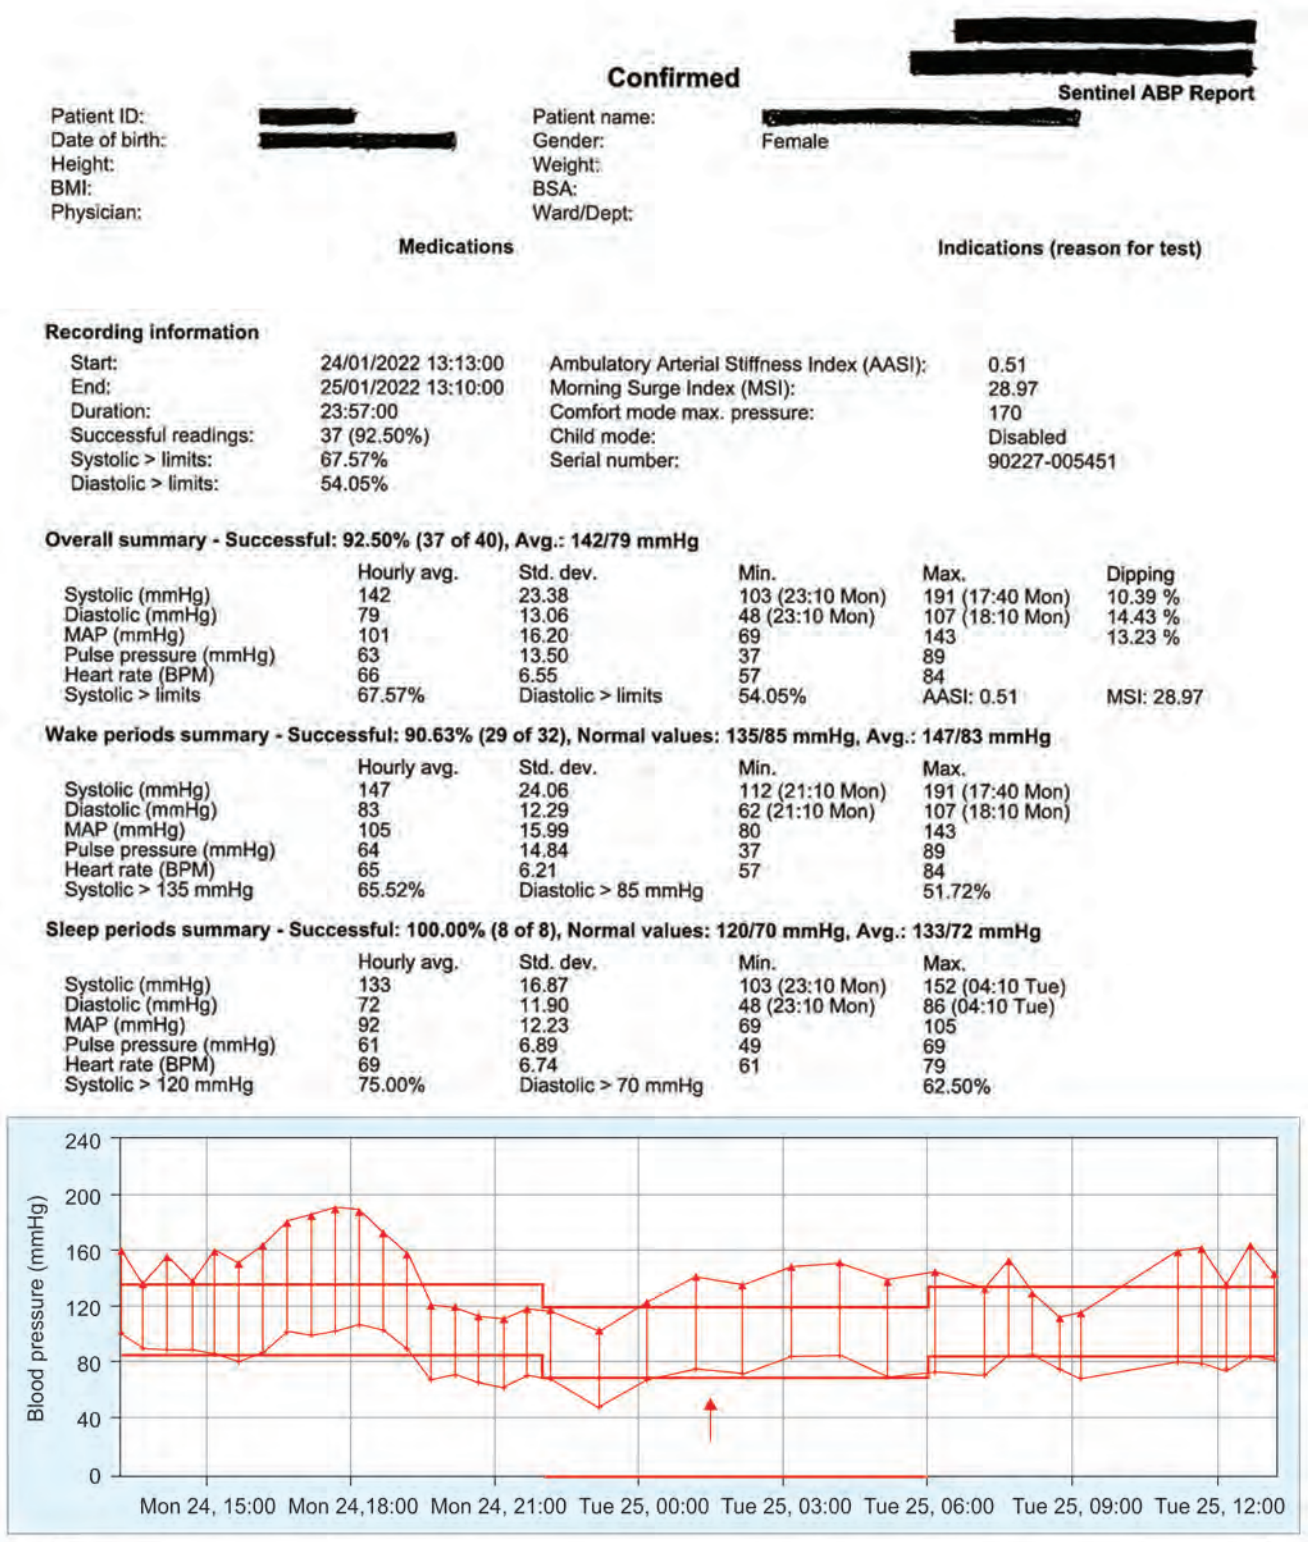 Confirmed
Sentinel ABP Report
Patient ID: Patient name:
Date of birth: Gender: Female
Height: Weight:
BMI: BSA:
Physician: Ward/Dept:
Medications Indications (reason for test)
Recording information
Start: 24/01/2022 13:13:00 Ambulatory Arterial Stiffness Index (AASI): 0.51
End: 25/01/2022 13:10:00 Morning Surge Index (MSI): 28.97
Duration: 23:57:00 Comfort mode max. pressure: 170
Successful readings: 37 (92.50%) Child mode: Disabled
Systolic > limits: 67.57% Serial number: 90227-005451
Diastolic > limits: 54.05%
Overall summary - Successful: 92.50% (37 of 40), Avg.: 142/79 mmHg
Hourly avg. Std. dev. Min. Max. Dipping
Systolic (mmHg) 142 23.38 103 (23:10 Mon) 191 (17:40 Mon) 10.39 %
Diastolic (mmHg) 79 13.06 48 (23:10 Mon) 107 (18:10 Mon) 14.43 %
MAP (mmHg) 101 16.20 69 143 13.23 %
Pulse pressure (mmHg) 63 13.50 37 89
Heart rate (BPM) 66 6.55 57 84
Systolic > limits 67.57% Diastolic > limits 54.05% AASI: 0.51 MSI: 28.97
Wake periods summary - Successful: 90.63% (29 of 32), Normal values: 135/85 mmHg, Avg.: 147/83 mmHg
Hourly avg. Std. dev. Min. Max.
Systolic (mmHg) 147 24.06 112 (21:10 Mon) 191 (17:40 Mon)
Diastolic (mmHg) 83 12.29 62 (21:10 Mon) 107 (18:10 Mon)
MAP (mmHg) 105 15.99 80 143
Pulse pressure (mmHg) 64 14.84 37 89
Heart rate (BPM) 65 6.21 57 84
Systolic > 135 mmHg 65.52% Diastolic > 85 mmHg 51.72%
Sleep periods summary - Successful: 100.00% (8 of 8), Normal values: 120/70 mmHg, Avg.: 133/72 mmHg
Hourly avg. Std. dev. Min. Max.
Systolic (mmHg) 133 16.87 103 (23:10 Mon) 152 (04:10 Tue)
Diastolic (mmHg) 72 11.90 48 (23:10 Mon) 86 (04:10 Tue)
MAP (mmHg) 92 12.23 69 105
Pulse pressure (mmHg) 61 6.89 49 69
Heart rate (BPM) 69 6.74 61 79
Systolic > 120 mmHg 75.00% Diastolic > 70 mmHg 62.50%
Blood pressure (mmHg)
240
200
160
120
80
40
0
Mon 24, 15:00 Mon 24,18:00 Mon 24, 21:00 Tue 25, 00:00 Tue 25, 03:00 Tue 25, 06:00 Tue 25, 09:00 Tue 25, 12:00